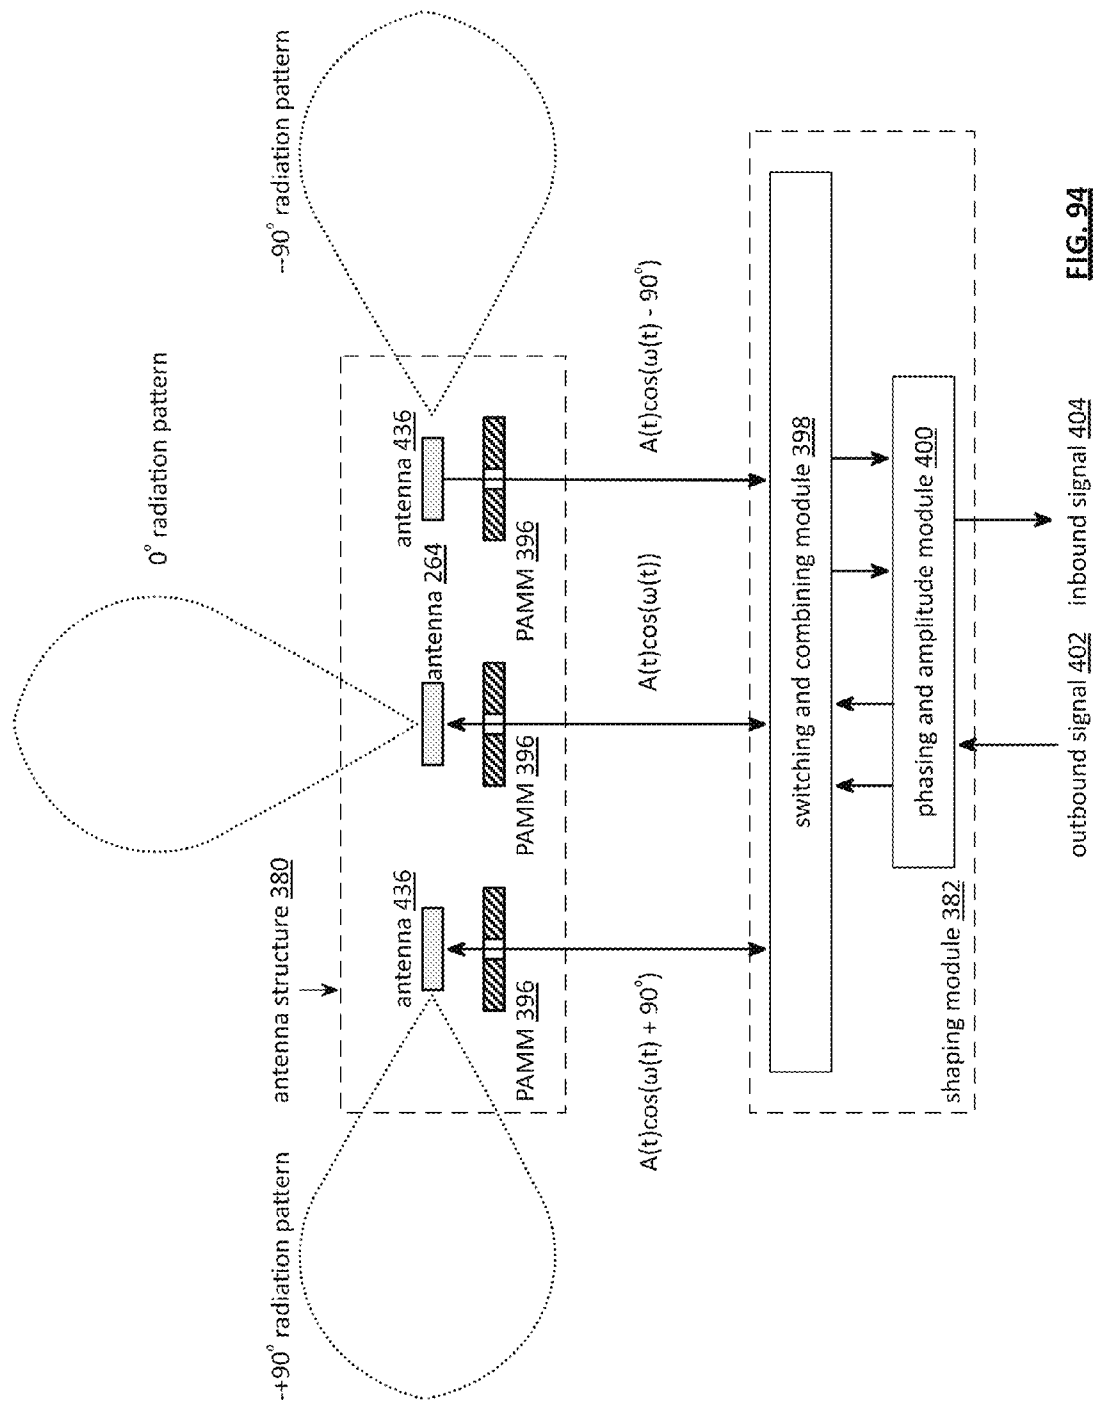 -+90° radiation pattern
0° radiation pattern
--90° radiation pattern
antenna structure 380
antenna 436
antenna 264
antenna 436
PAMM 396
PAMM 396
PAMM 396
A(t)cos(ω(t) + 90°)
A(t)cos(ω(t))
A(t)cos(ω(t) - 90°)
switching and combining module 398
phasing and amplitude module 400
shaping module 382
outbound signal 402
inbound signal 404
FIG. 94